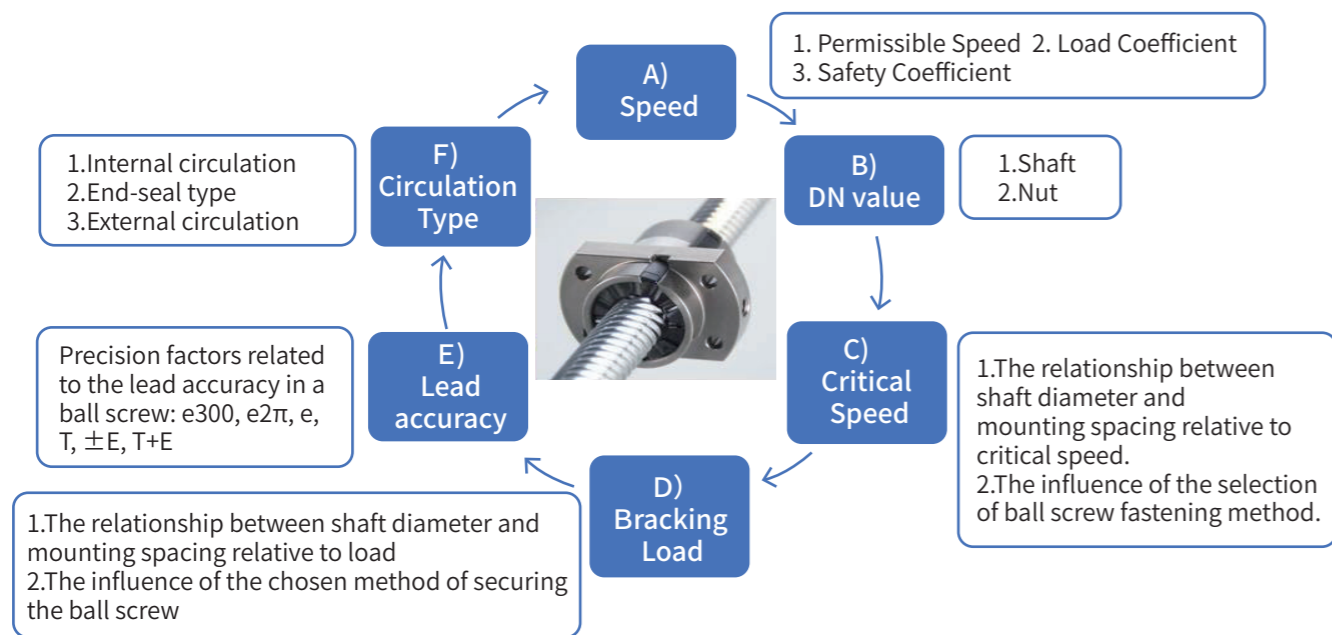 A)
Speed
1. Permissible Speed 2. Load Coefficient
3. Safety Coefficient
B)
DN value
1.Shaft
2.Nut
C)
Critical
Speed
1.The relationship between
shaft diameter and
mounting spacing relative to
critical speed.
2.The influence of the selection
of ball screw fastening method.
D)
Bracking
Load
1.The relationship between shaft diameter and
mounting spacing relative to load
2.The influence of the chosen method of securing
the ball screw
E)
Lead
accuracy
Precision factors related
to the lead accuracy in a
ball screw: e300, e2π, e,
T, ±E, T+E
F)
Circulation
Type
1.Internal circulation
2.End-seal type
3.External circulation